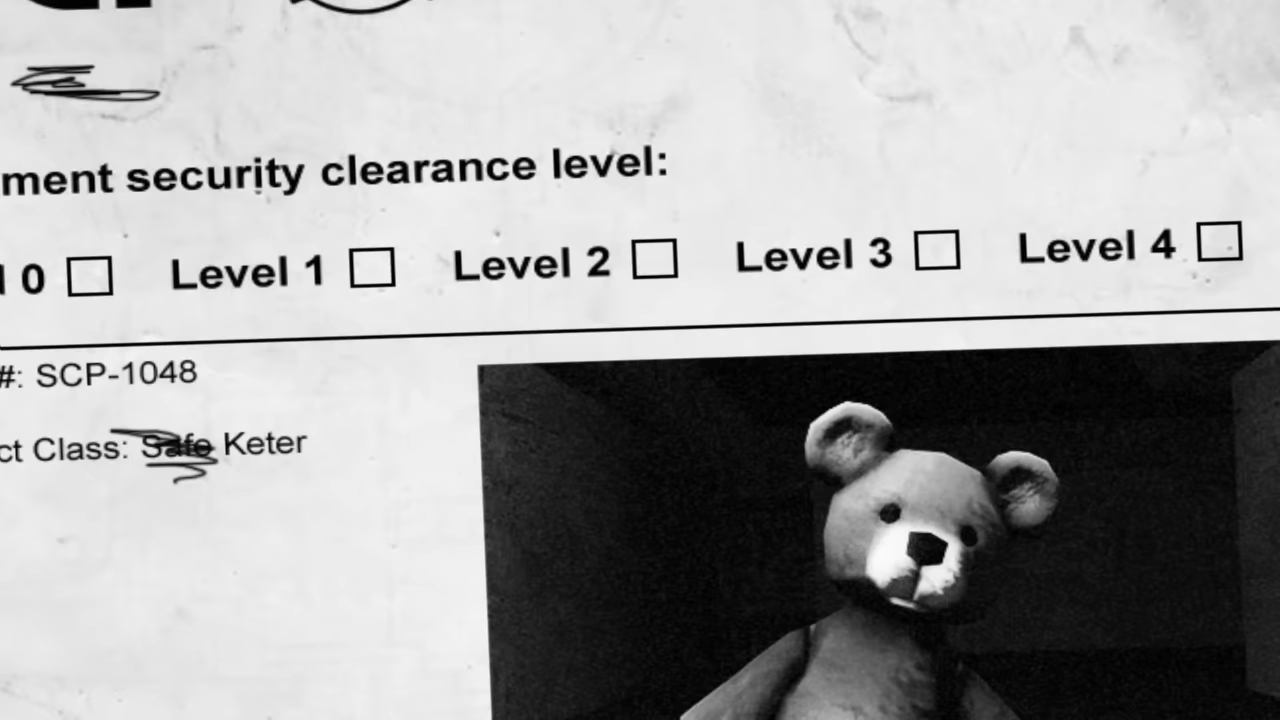 ment security clearance level:
0 Level 1 Level 2 Level 3 Level 4
#: SCP-1048
ct Class: Safe Keter